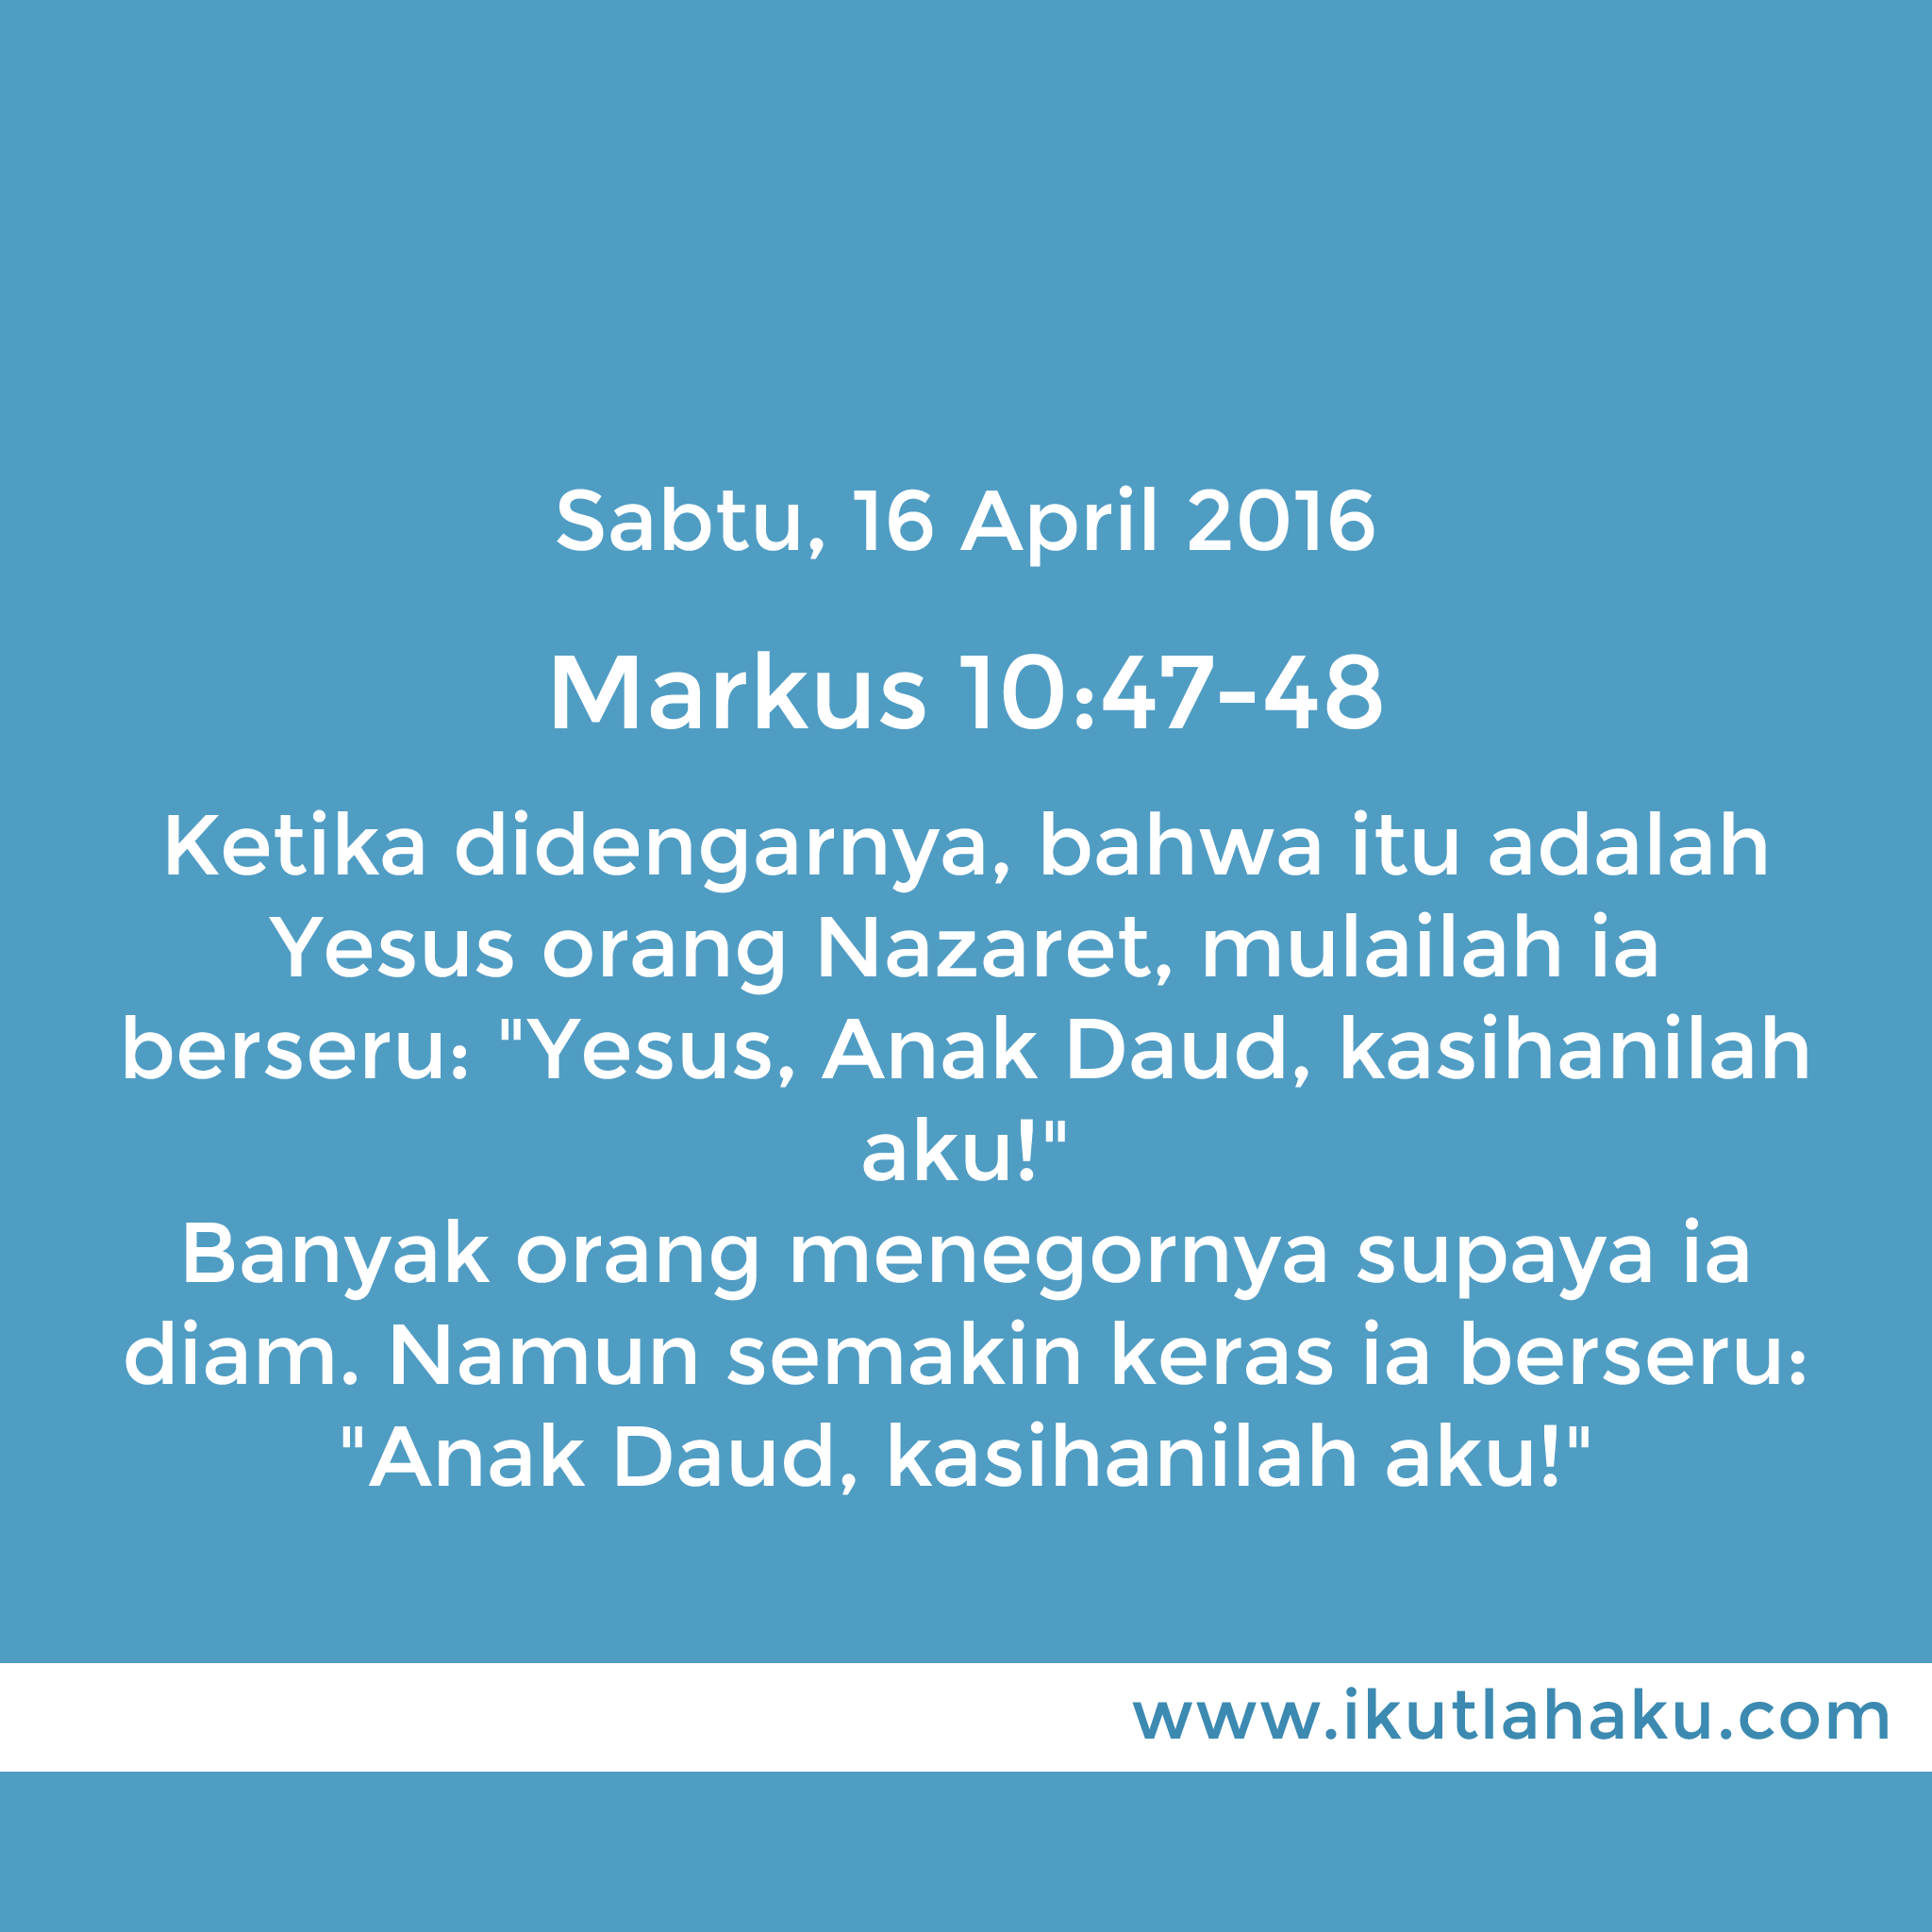 Sabtu, 16 April 2016
Markus 10:47-48
Ketika didengarnya, bahwa itu adalah
Yesus orang Nazaret, mulailah ia
berseru: "Yesus, Anak Daud, kasihanilah
aku!"
Banyak orang menegornya supaya ia
diam. Namun semakin keras ia berseru:
"Anak Daud, kasihanilah aku!"
www.ikutlahaku.com